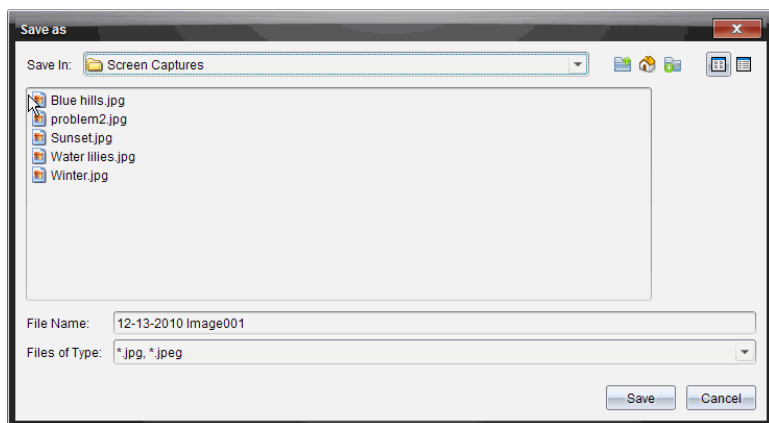 Save as
Save In: Screen Captures
Blue hills.jpg
problem2.jpg
Sunset.jpg
Water lilies.jpg
Winter.jpg
File Name: 12-13-2010 Image001
Files of Type: *.jpg, *.jpeg
Save Cancel